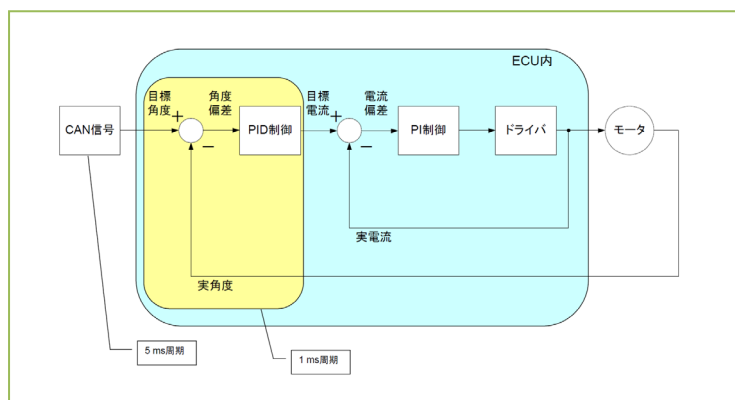 ECU内
目標
角度
角度
偏差
目標
電流
電流
偏差
+
+
CAN信号
PID制御
PI制御
ドライバ
モータ
−
−
実電流
実角度
5 ms周期
1 ms周期